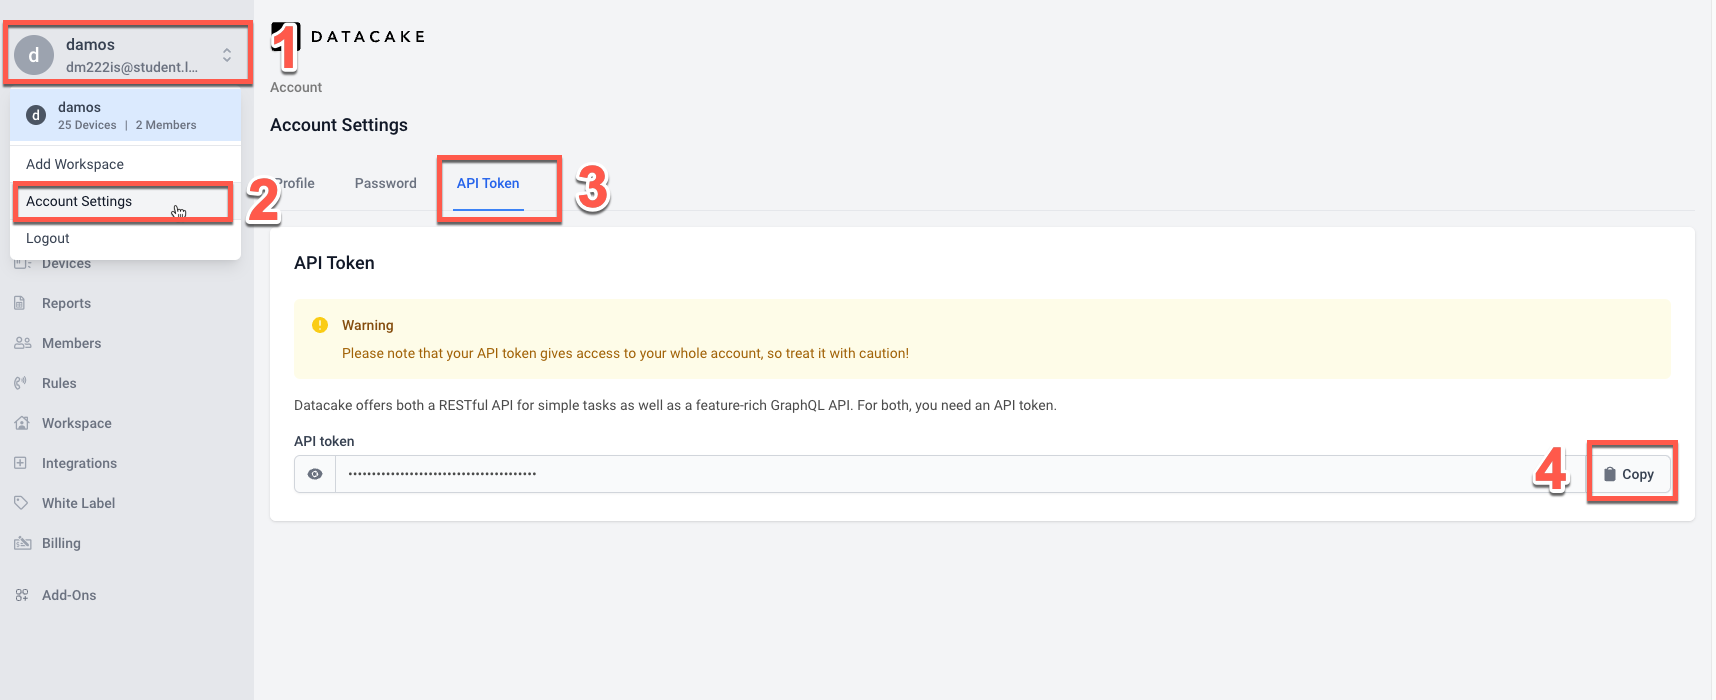 d
damos
dm222is@student.l...
d
damos
25 Devices | 2 Members
Add Workspace
Account Settings
Logout
Devices
Reports
Members
Rules
Workspace
Integrations
White Label
Billing
Add-Ons
1
DATACAKE
Account
Account Settings
2
Profile
Password
API Token
3
API Token
Warning
Please note that your API token gives access to your whole account, so treat it with caution!
Datacake offers both a RESTful API for simple tasks as well as a feature-rich GraphQL API. For both, you need an API token.
API token
4
Copy